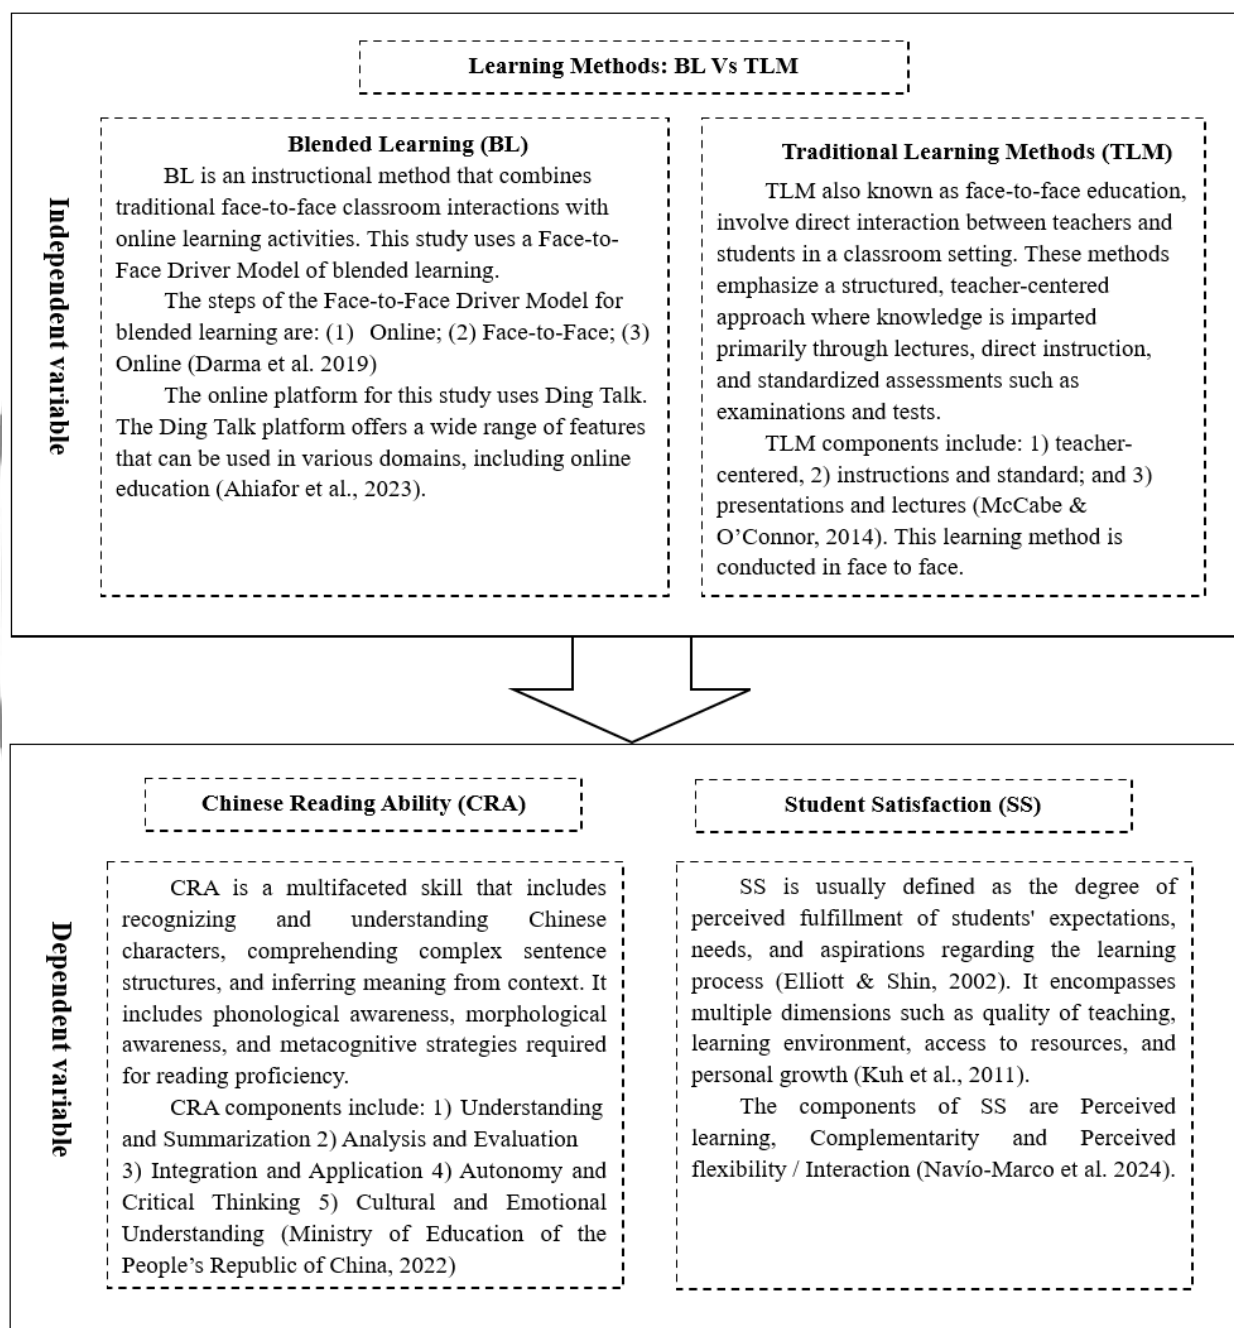 Learning Methods: BL Vs TLM
Independent variable
Blended Learning (BL)
BL is an instructional method that combines
traditional face-to-face classroom interactions with
online learning activities. This study uses a Face-to-
Face Driver Model of blended learning.
The steps of the Face-to-Face Driver Model for
blended learning are: (1) Online; (2) Face-to-Face; (3)
Online (Darma et al. 2019)
The online platform for this study uses Ding Talk.
The Ding Talk platform offers a wide range of features
that can be used in various domains, including online
education (Ahiafor et al., 2023).
Traditional Learning Methods (TLM)
TLM also known as face-to-face education,
involve direct interaction between teachers and
students in a classroom setting. These methods
emphasize a structured, teacher-centered
approach where knowledge is imparted
primarily through lectures, direct instruction,
and standardized assessments such as
examinations and tests.
TLM components include: 1) teacher-
centered, 2) instructions and standard; and 3)
presentations and lectures (McCabe &
O’Connor, 2014). This learning method is
conducted in face to face.
Dependent variable
Chinese Reading Ability (CRA)
CRA is a multifaceted skill that includes
recognizing and understanding Chinese
characters, comprehending complex sentence
structures, and inferring meaning from context. It
includes phonological awareness, morphological
awareness, and metacognitive strategies required
for reading proficiency.
CRA components include: 1) Understanding
and Summarization 2) Analysis and Evaluation
3) Integration and Application 4) Autonomy and
Critical Thinking 5) Cultural and Emotional
Understanding (Ministry of Education of the
People’s Republic of China, 2022)
Student Satisfaction (SS)
SS is usually defined as the degree of
perceived fulfillment of students' expectations,
needs, and aspirations regarding the learning
process (Elliott & Shin, 2002). It encompasses
multiple dimensions such as quality of teaching,
learning environment, access to resources, and
personal growth (Kuh et al., 2011).
The components of SS are Perceived
learning, Complementarity and Perceived
flexibility / Interaction (Navío-Marco et al. 2024).